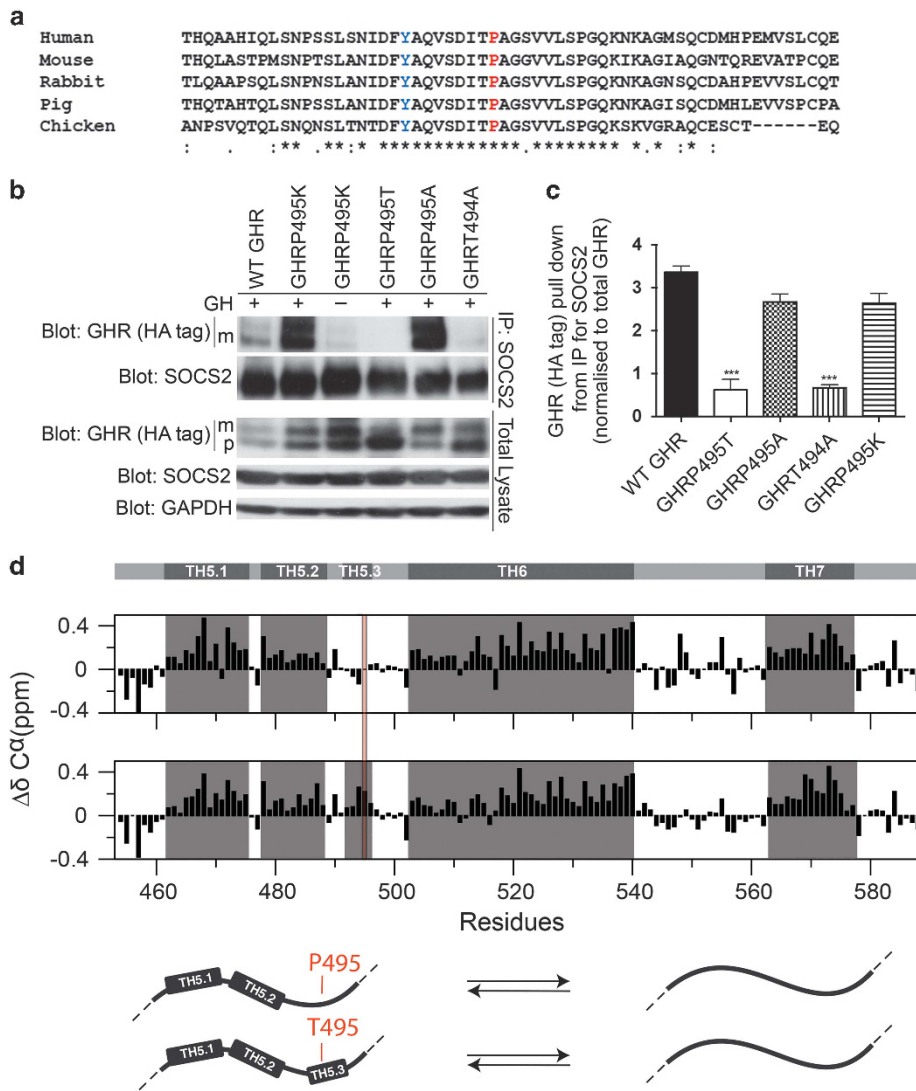 a
Human THQAAHIQLSNPSSLSNIDFYAQVSDITPAGSVVLSPGQKNKAGMSQCDMHPEMVSLCQE
Mouse THQLASTPMSNPTSLANIDFYAQVSDITPAGGVVLSPGQKIKAGIAQGNTQREVATPCQE
Rabbit TLQAAPSQLSNPNSLANIDFYAQVSDITPAGSVVLSPGQKNKAGNSQCDAHPEVVSLCQT
Pig THQTAHTQLSNPSSLANIDFYAQVSDITPAGSVVLSPGQKNKAGISQCDMHLEVVSPCPA
Chicken ANPSVQTQLSNQNSLTNTDFYAQVSDITPAGSVVLSPGQKSKVGRAQCESCT------EQ
: . :** .**:* **************.******** *.* :* :
b
WT GHR
GHRP495K
GHRP495K
GHRP495T
GHRP495A
GHRT494A
GH + + − + + +
Blot: GHR (HA tag) m
Blot: SOCS2
IP: SOCS2
Blot: GHR (HA tag) m
p
Blot: SOCS2
Blot: GAPDH
Total Lysate
c
GHR (HA tag) pull down
from IP for SOCS2
(normalised to total GHR)
4
3
2
1
0
***
***
WT GHR
GHRP495T
GHRP495A
GHRT494A
GHRP495K
d
TH5.1 TH5.2 TH5.3 TH6 TH7
0.4
0
-0.4
0.4
0
-0.4
Δδ Cα(ppm)
460 480 500 520 540 560 580
Residues
P495
TH5.1 TH5.2
T495
TH5.1 TH5.2 TH5.3